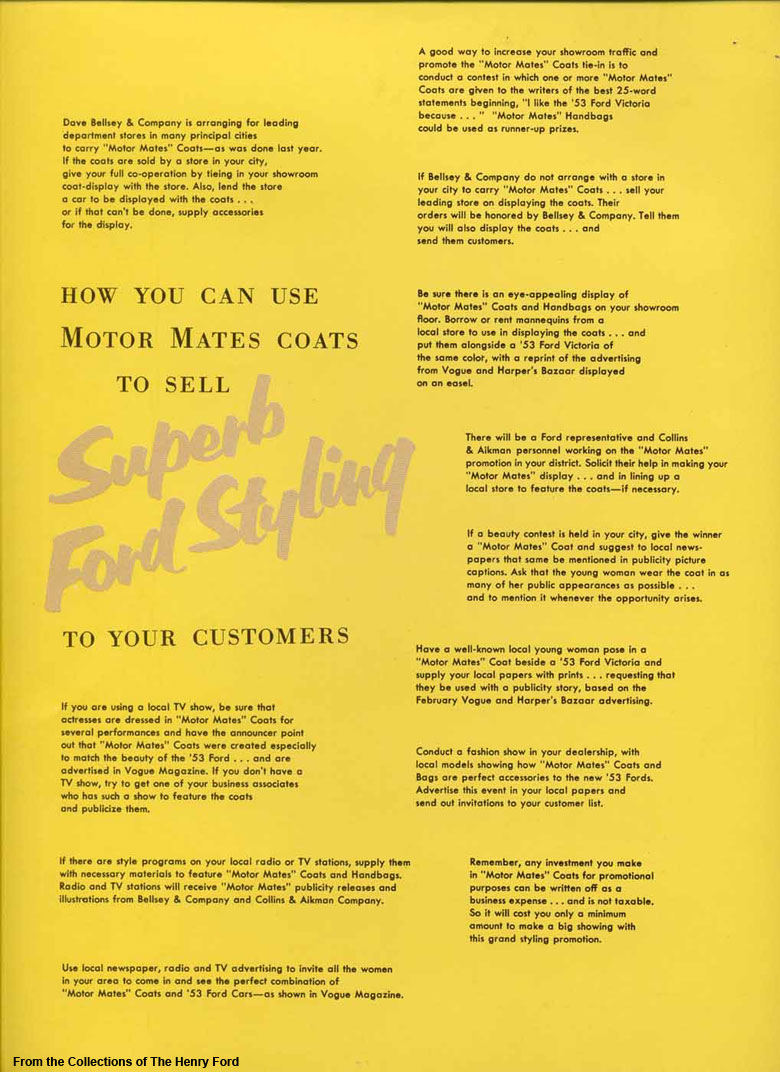 Dave Bellsey & Company is arranging for leading
department stores in many principal cities
to carry "Motor Mates" Coats—as was done last year.
If the coats are sold by a store in your city,
give your full co-operation by tieing in your showroom
coat-display with the store. Also, lend the store
a car to be displayed with the coats . . .
or if that can't be done, supply accessories
for the display.
HOW YOU CAN USE
MOTOR MATES COATS
TO SELL
Superb
Ford Styling
TO YOUR CUSTOMERS
If you are using a local TV show, be sure that
actresses are dressed in "Motor Mates" Coats for
several performances and have the announcer point
out that "Motor Mates" Coats were created especially
to match the beauty of the '53 Ford . . . and are
advertised in Vogue Magazine. If you don't have a
TV show, try to get one of your business associates
who has such a show to feature the coats
and publicize them.
If there are style programs on your local radio or TV stations, supply them
with necessary materials to feature "Motor Mates" Coats and Handbags.
Radio and TV stations will receive "Motor Mates" publicity releases and
illustrations from Bellsey & Company and Collins & Aikman Company.
Use local newspaper, radio and TV advertising to invite all the women
in your area to come in and see the perfect combination of
"Motor Mates" Coats and '53 Ford Cars—as shown in Vogue Magazine.
A good way to increase your showroom traffic and
promote the "Motor Mates" Coats tie-in is to
conduct a contest in which one or more "Motor Mates"
Coats are given to the writers of the best 25-word
statements beginning, "I like the '53 Ford Victoria
because . . . " "Motor Mates" Handbags
could be used as runner-up prizes.
If Bellsey & Company do not arrange with a store in
your city to carry "Motor Mates" Coats . . . sell your
leading store on displaying the coats. Their
orders will be honored by Bellsey & Company. Tell them
you will also display the coats . . . and
send them customers.
Be sure there is an eye-appealing display of
"Motor Mates" Coats and Handbags on your showroom
floor. Borrow or rent mannequins from a
local store to use in displaying the coats . . . and
put them alongside a '53 Ford Victoria of
the same color, with a reprint of the advertising
from Vogue and Harper's Bazaar displayed
on an easel.
There will be a Ford representative and Collins
& Aikman personnel working on the "Motor Mates"
promotion in your district. Solicit their help in making your
"Motor Mates" display . . . and in lining up a
local store to feature the coats—if necessary.
If a beauty contest is held in your city, give the winner
a "Motor Mates" Coat and suggest to local news-
papers that same be mentioned in publicity picture
captions. Ask that the young woman wear the coat in as
many of her public appearances as possible . . .
and to mention it whenever the opportunity arises.
Have a well-known local young woman pose in a
"Motor Mates" Coat beside a '53 Ford Victoria and
supply your local papers with prints . . . requesting that
they be used with a publicity story, based on the
February Vogue and Harper's Bazaar advertising.
Conduct a fashion show in your dealership, with
local models showing how "Motor Mates" Coats and
Bags are perfect accessories to the new '53 Fords.
Advertise this event in your local papers and
send out invitations to your customer list.
Remember, any investment you make
in "Motor Mates" Coats for promotional
purposes can be written off as a
business expense . . . and is not taxable.
So it will cost you only a minimum
amount to make a big showing with
this grand styling promotion.
From the Collections of The Henry Ford